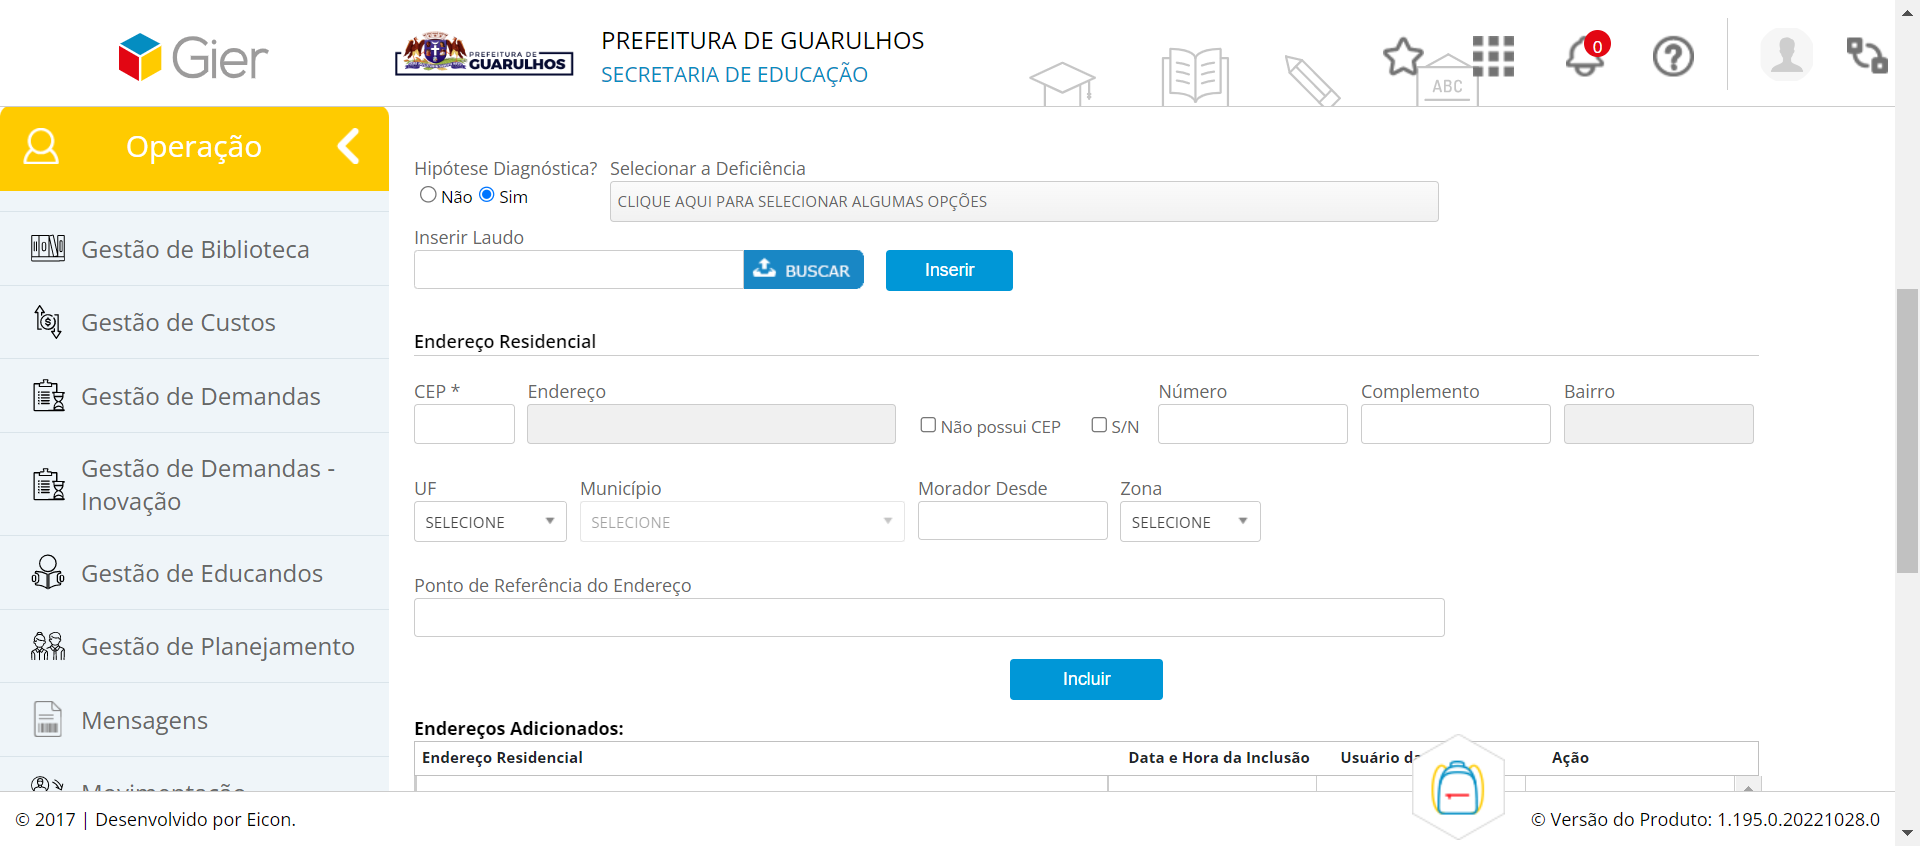 Gier
PREFEITURA DE
GUARULHOS
PREFEITURA DE GUARULHOS
SECRETARIA DE EDUCAÇÃO
ABC
0
Operação
Gestão de Biblioteca
Gestão de Custos
Gestão de Demandas
Gestão de Demandas -
Inovação
Gestão de Educandos
Gestão de Planejamento
Mensagens
Movimentação
Hipótese Diagnóstica? Selecionar a Deficiência
Não Sim
CLIQUE AQUI PARA SELECIONAR ALGUMAS OPÇÕES
Inserir Laudo
BUSCAR Inserir
Endereço Residencial
CEP * Endereço Número Complemento Bairro
Não possui CEP S/N
UF Município Morador Desde Zona
SELECIONE SELECIONE SELECIONE
Ponto de Referência do Endereço
Incluir
Endereços Adicionados:
Endereço Residencial Data e Hora da Inclusão Usuário da Ação
© 2017 | Desenvolvido por Eicon.
© Versão do Produto: 1.195.0.20221028.0